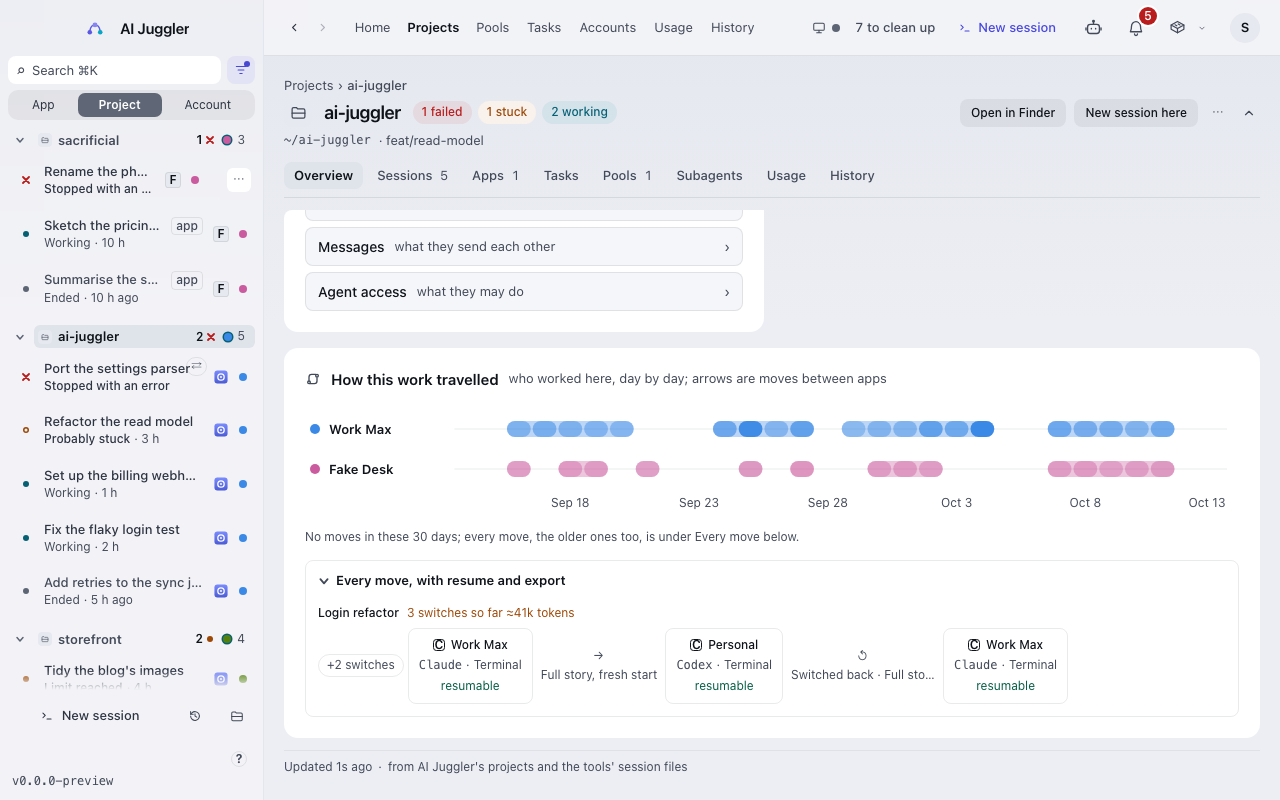 AI Juggler
Search ⌘K
App Project Account
sacrificial 1 3
Rename the ph...
Stopped with an ... F
Sketch the pricin... app
Working · 10 h F
Summarise the s... app
Ended · 10 h ago F
ai-juggler 2 5
Port the settings parser
Stopped with an error
Refactor the read model
Probably stuck · 3 h
Set up the billing webh...
Working · 1 h
Fix the flaky login test
Working · 2 h
Add retries to the sync j...
Ended · 5 h ago
storefront 2 4
Tidy the blog's images
Limit reached · 4 h
New session
?
v0.0.0-preview
Home Projects Pools Tasks Accounts Usage History 7 to clean up New session 5 S
Projects › ai-juggler
ai-juggler 1 failed 1 stuck 2 working Open in Finder New session here ...
~/ai-juggler · feat/read-model
Overview Sessions 5 Apps 1 Tasks Pools 1 Subagents Usage History
Messages what they send each other ›
Agent access what they may do ›
How this work travelled who worked here, day by day; arrows are moves between apps
Work Max
Fake Desk
Sep 18 Sep 23 Sep 28 Oct 3 Oct 8 Oct 13
No moves in these 30 days; every move, the older ones too, is under Every move below.
Every move, with resume and export
Login refactor 3 switches so far ≈41k tokens
+2 switches
Work Max
Claude · Terminal
resumable
→
Full story, fresh start
Personal
Codex · Terminal
resumable
Switched back · Full sto...
Work Max
Claude · Terminal
resumable
Updated 1s ago · from AI Juggler's projects and the tools' session files